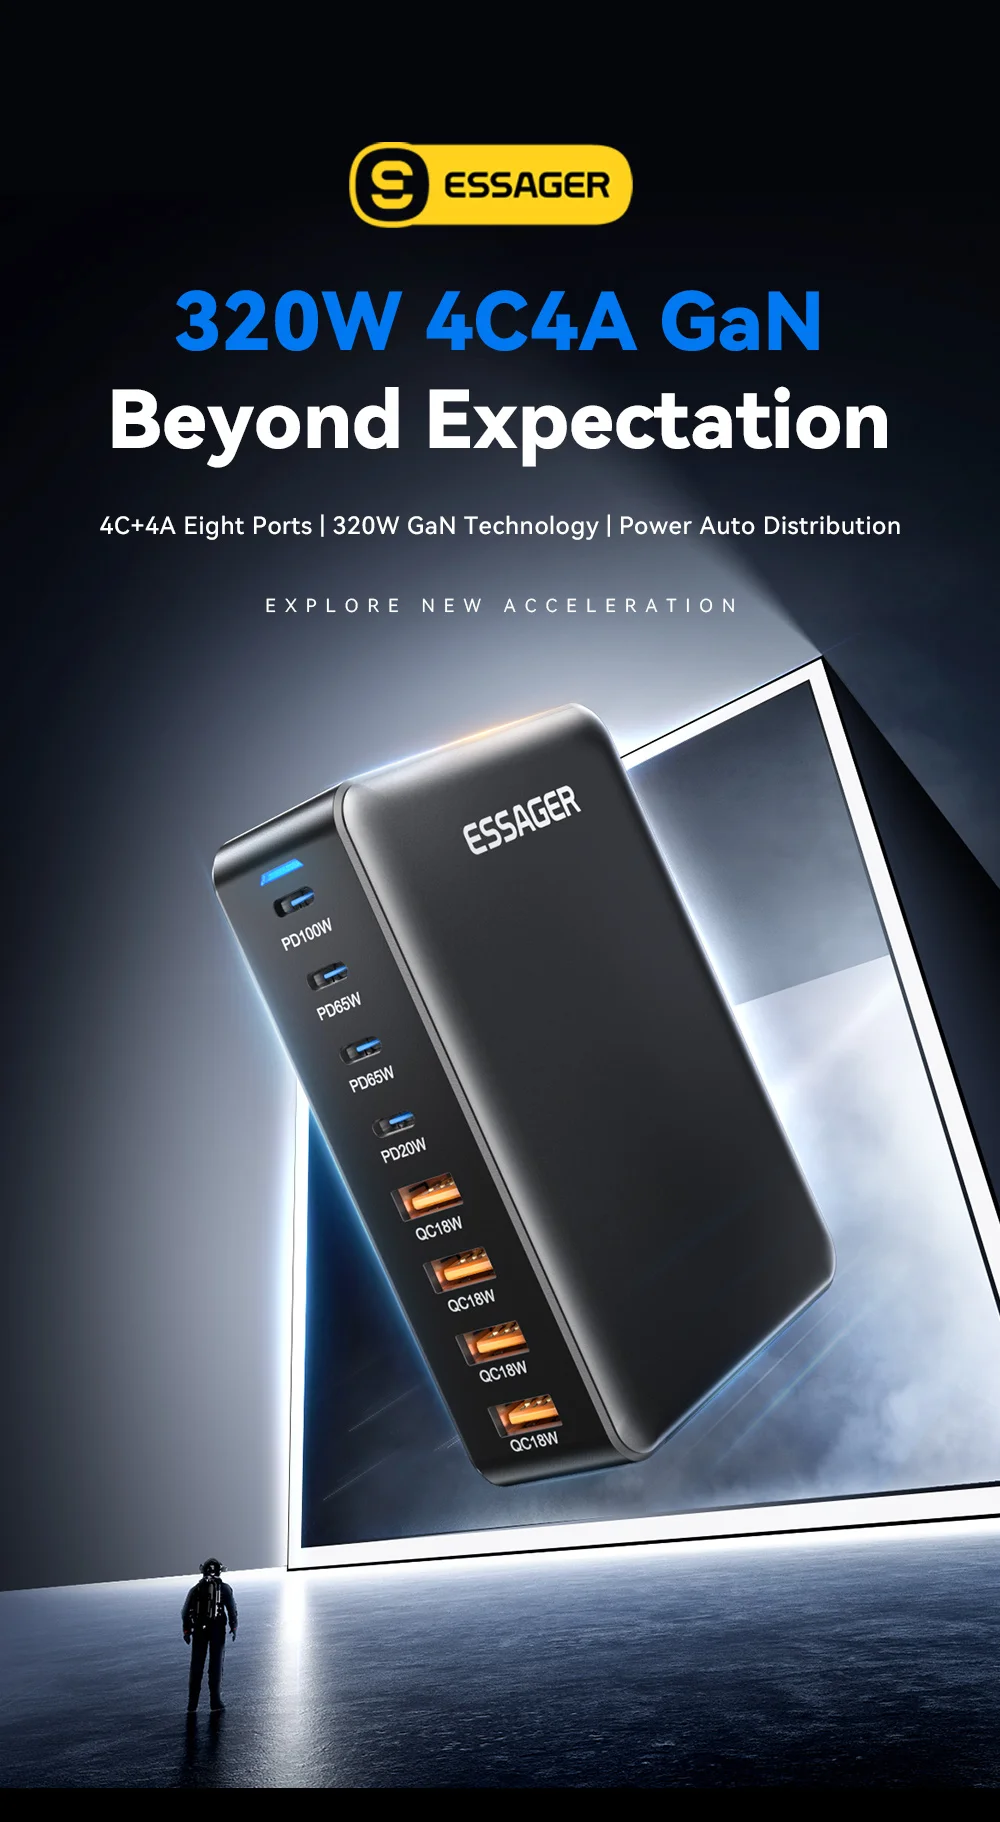 ESSAGER
320W 4C4A GaN
Beyond Expectation
4C+4A Eight Ports | 320W GaN Technology | Power Auto Distribution
EXPLORE NEW ACCELERATION
ESSAGER
PD100W
PD65W
PD65W
PD20W
QC18W
QC18W
QC18W
QC18W